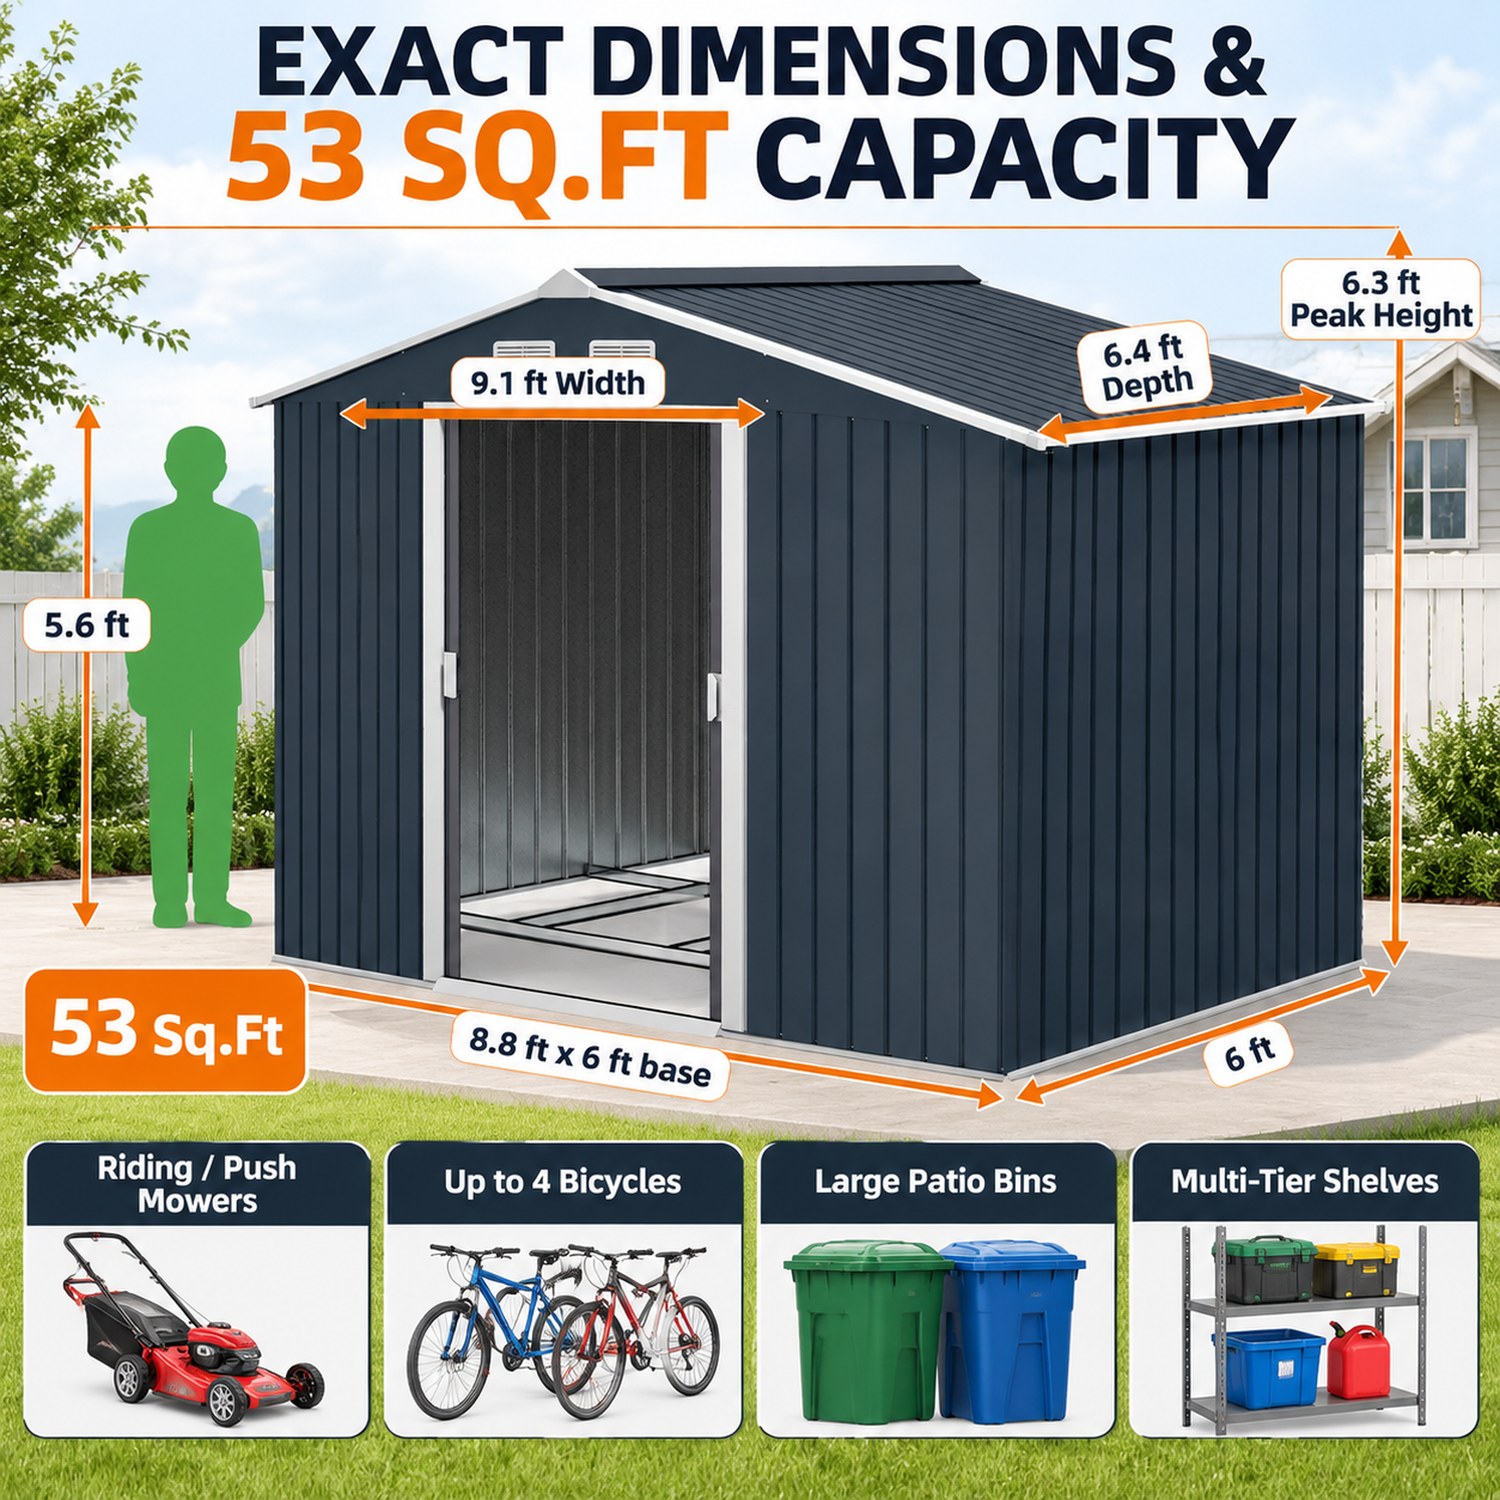 EXACT DIMENSIONS &
53 SQ.FT CAPACITY
6.3 ft
Peak Height
6.4 ft
Depth
9.1 ft Width
5.6 ft
53 Sq.Ft
8.8 ft x 6 ft base
6 ft
Riding / Push
Mowers
Up to 4 Bicycles
Large Patio Bins
Multi-Tier Shelves